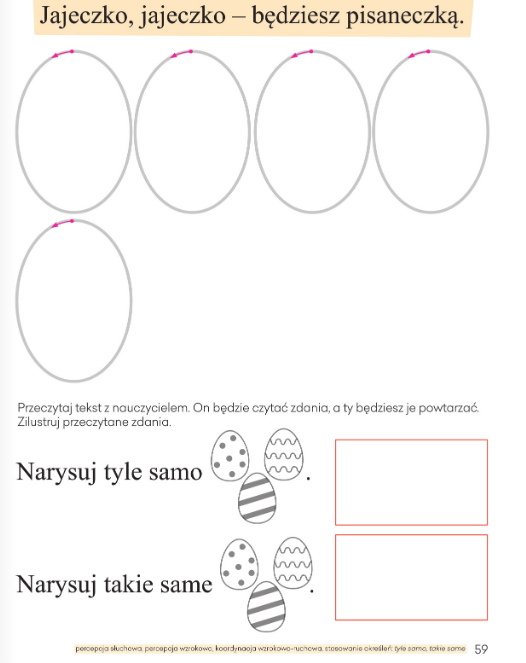 Jajeczko, jajeczko – będziesz pisaneczką.
Przeczytaj tekst z nauczycielem. On będzie czytać zdania, a ty będziesz je powtarzać.
Zilustruj przeczytane zdania.
Narysuj tyle samo .
Narysuj takie same .
percepcja słuchowa, percepcja wzrokowa, koordynacja wzrokowo-ruchowa, stosowanie określeń: tyle samo, takie same 59